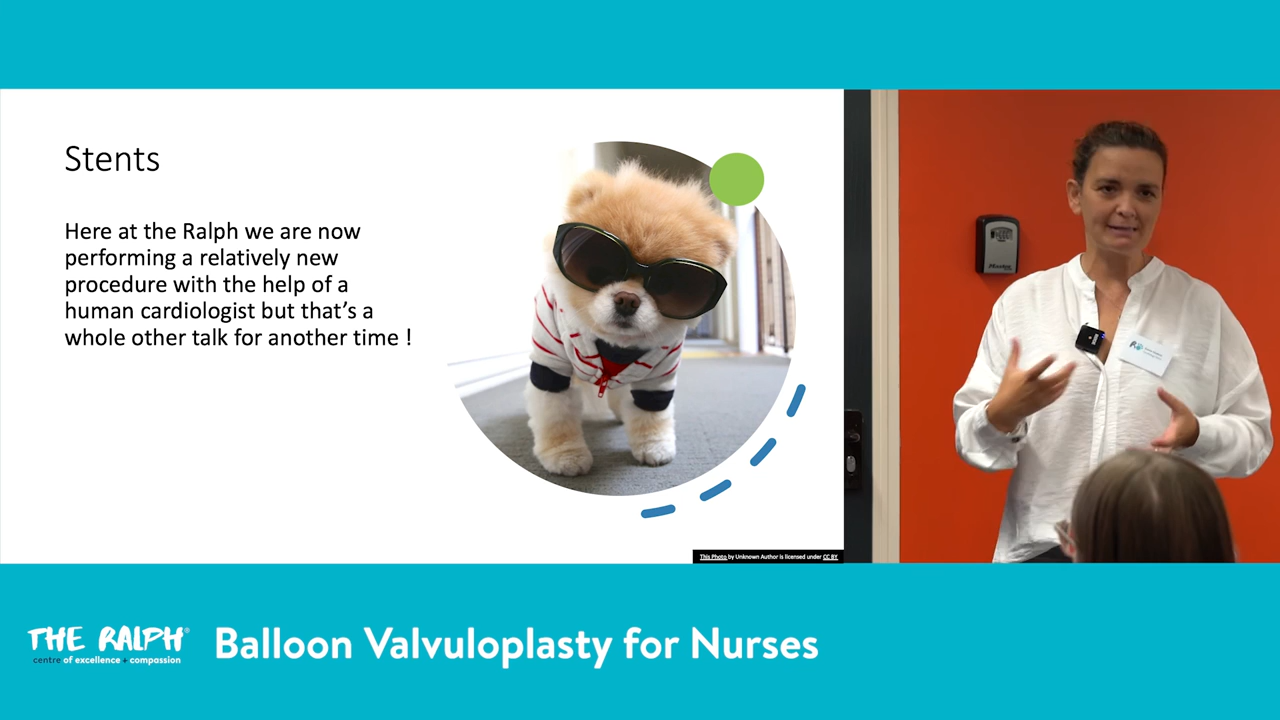 Stents
Here at the Ralph we are now
performing a relatively new
procedure with the help of a
human cardiologist but that's a
whole other talk for another time !
This Photo by Unknown Author is licensed under CC BY
THE RALPH®
centre of excellence + compassion
Balloon Valvuloplasty for Nurses